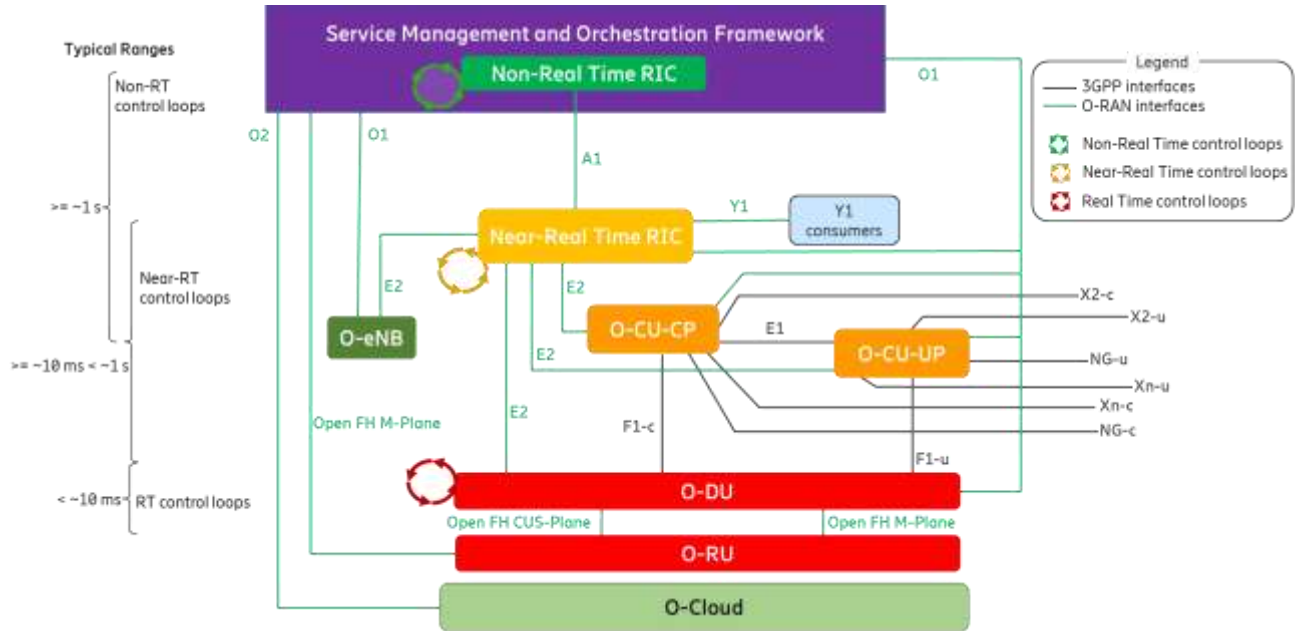 Service Management and Orchestration Framework
Non-Real Time RIC
Typical Ranges
Non-RT
control loops
>= ~1 s
Near-RT
control loops
>= ~10 ms < ~1 s
< ~10 ms
RT control loops
O2
O1
A1
O1
Legend
3GPP interfaces
O-RAN interfaces
Non-Real Time control loops
Near-Real Time control loops
Real Time control loops
Near-Real Time RIC
Y1
Y1
consumers
E2
E2
O-eNB
O-CU-CP
E1
O-CU-UP
E2
E2
X2-c
X2-u
NG-u
Xn-u
Xn-c
NG-c
Open FH M-Plane
F1-c
F1-u
O-DU
Open FH CUS-Plane
Open FH M-Plane
O-RU
O-Cloud